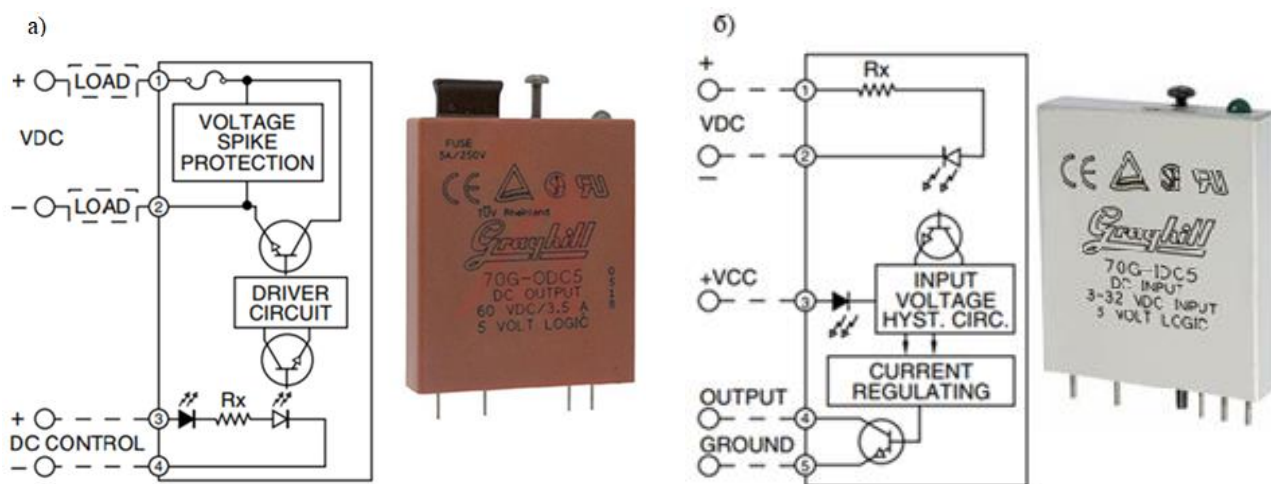 а)
+
LOAD
1
VDC
VOLTAGE
SPIKE
PROTECTION
−
LOAD
2
DRIVER
CIRCUIT
+
3
Rx
DC CONTROL
−
4
FUSE
5A/250V
CE
TÜV Rheinland
Grayhill
70G-ODC5
DC OUTPUT
60 VDC/3.5 A
5 VOLT LOGIC
0518
б)
+
1
Rx
VDC
2
−
+VCC
3
INPUT
VOLTAGE
HYST. CIRC.
CURRENT
REGULATING
OUTPUT
4
GROUND
5
CE
Grayhill
70G-IDC5
DC INPUT
3-32 VDC INPUT
5 VOLT LOGIC